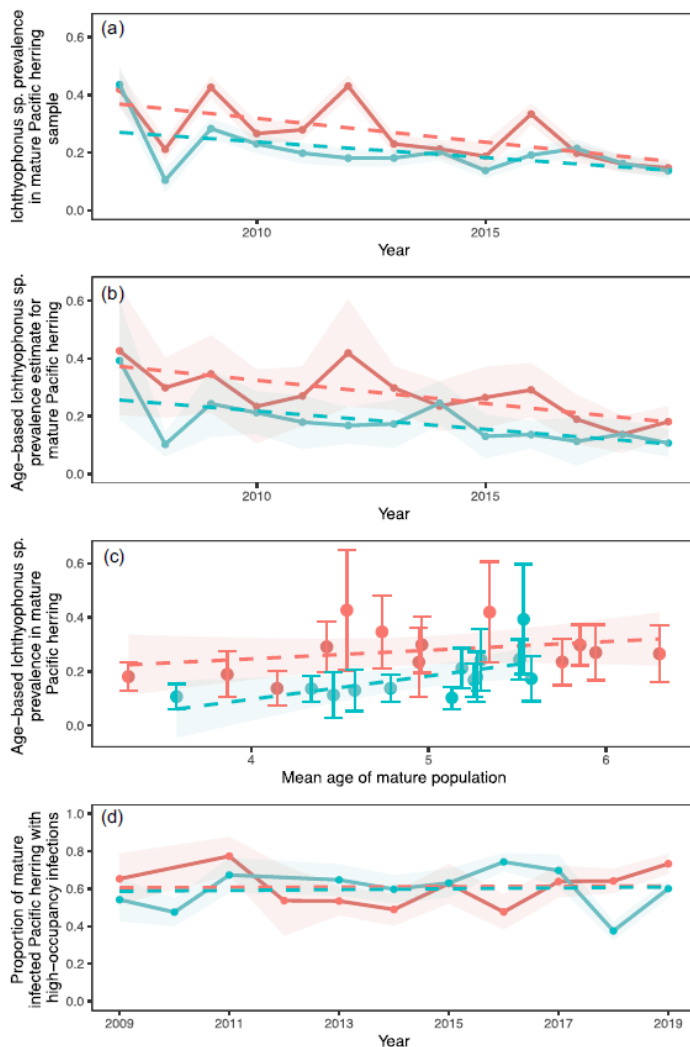 (a)
Ichthyophonus sp. prevalence
in mature Pacific herring
sample
0.6
0.4
0.2
0.0
2010
2015
Year
(b)
Age−based Ichthyophonus sp.
prevalence estimate for
mature Pacific herring
0.6
0.4
0.2
0.0
2010
2015
Year
(c)
Age−based Ichthyophonus sp.
prevalence in mature
Pacific herring
0.6
0.4
0.2
0.0
4
5
6
Mean age of mature population
(d)
Proportion of mature
infected Pacific herring with
high−occupancy infections
1.0
0.8
0.6
0.4
0.2
0.0
2009
2011
2013
2015
2017
2019
Year